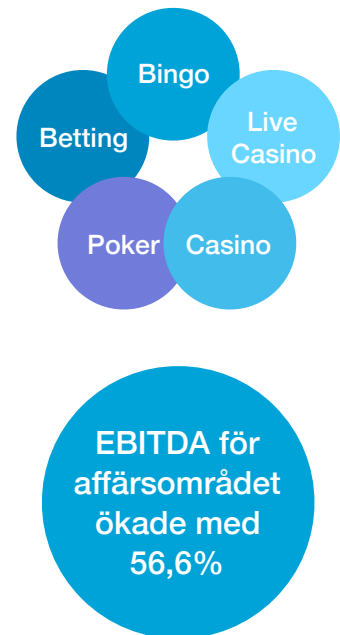 Bingo
Betting
Live
Casino
Poker
Casino
EBITDA för
affärsområdet
ökade med
56,6%